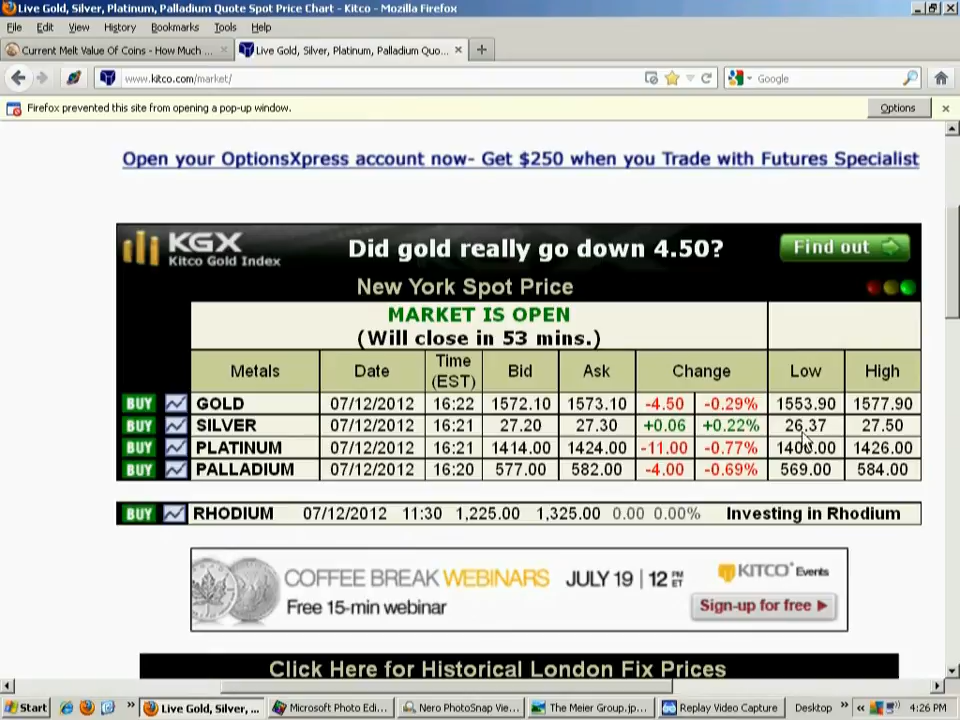 Live Gold, Silver, Platinum, Palladium Quote Spot Price Chart - Kitco - Mozilla Firefox
File Edit View History Bookmarks Tools Help
Current Melt Value Of Coins - How Much ... Live Gold, Silver, Platinum, Palladium Quo...
www.kitco.com/market/ Google
Firefox prevented this site from opening a pop-up window. Options
Open your OptionsXpress account now- Get $250 when you Trade with Futures Specialist
KGX
Kitco Gold Index
Did gold really go down 4.50? Find out
New York Spot Price
MARKET IS OPEN
(Will close in 53 mins.)
Metals Date Time (EST) Bid Ask Change Low High
BUY GOLD 07/12/2012 16:22 1572.10 1573.10 -4.50 -0.29% 1553.90 1577.90
BUY SILVER 07/12/2012 16:21 27.20 27.30 +0.06 +0.22% 26.37 27.50
BUY PLATINUM 07/12/2012 16:21 1414.00 1424.00 -11.00 -0.77% 1400.00 1426.00
BUY PALLADIUM 07/12/2012 16:20 577.00 582.00 -4.00 -0.69% 569.00 584.00
BUY RHODIUM 07/12/2012 11:30 1,225.00 1,325.00 0.00 0.00% Investing in Rhodium
COFFEE BREAK WEBINARS JULY 19 | 12 PM ET KITCO Events
Free 15-min webinar Sign-up for free
Click Here for Historical London Fix Prices
Start Live Gold, Silver, ... Microsoft Photo Edi... Nero PhotoSnap Vie... The Meier Group.jp... Replay Video Capture Desktop 4:26 PM